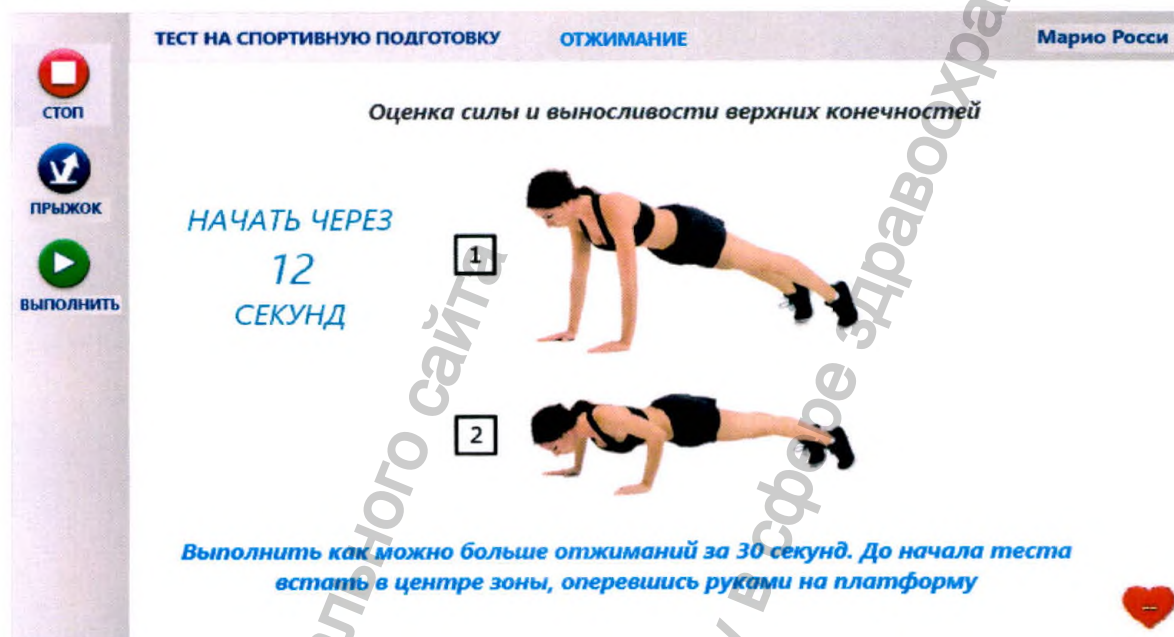 ТЕСТ НА СПОРТИВНУЮ ПОДГОТОВКУ ОТЖИМАНИЕ Марио Росси
СТОП
ПРЫЖОК
ВЫПОЛНИТЬ
Оценка силы и выносливости верхних конечностей
НАЧАТЬ ЧЕРЕЗ
12
СЕКУНД
1
2
Выполнить как можно больше отжиманий за 30 секунд. До начала теста
встать в центре зоны, оперевшись руками на платформу
--
сайта
в сфере